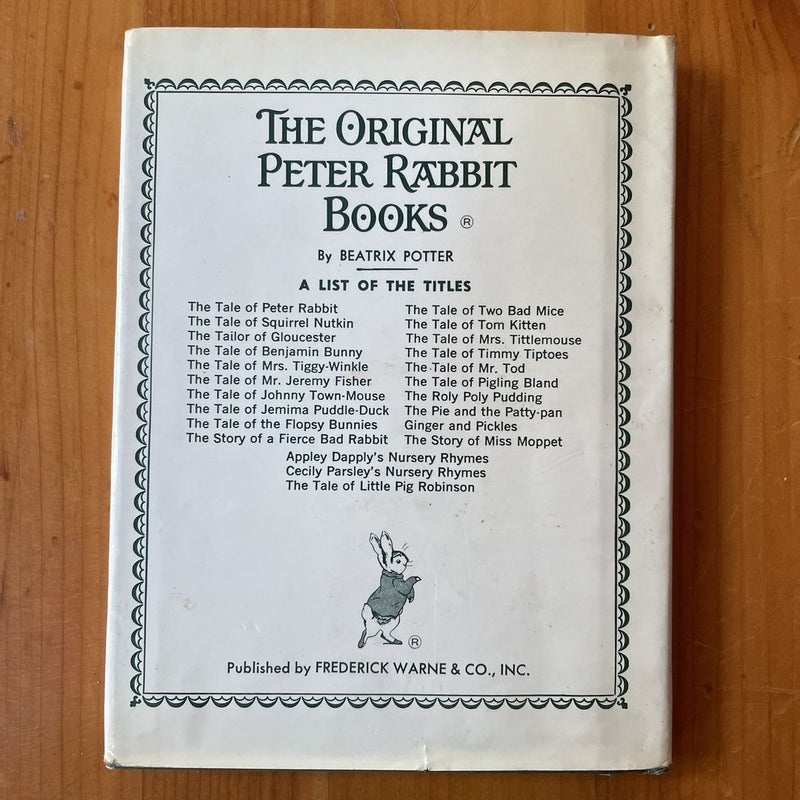 THE ORIGINAL
PETER RABBIT
BOOKS ®
By BEATRIX POTTER
A LIST OF THE TITLES
The Tale of Peter Rabbit
The Tale of Squirrel Nutkin
The Tailor of Gloucester
The Tale of Benjamin Bunny
The Tale of Mrs. Tiggy-Winkle
The Tale of Mr. Jeremy Fisher
The Tale of Johnny Town-Mouse
The Tale of Jemima Puddle-Duck
The Tale of the Flopsy Bunnies
The Story of a Fierce Bad Rabbit
The Tale of Two Bad Mice
The Tale of Tom Kitten
The Tale of Mrs. Tittlemouse
The Tale of Timmy Tiptoes
The Tale of Mr. Tod
The Tale of Pigling Bland
The Roly Poly Pudding
The Pie and the Patty-pan
Ginger and Pickles
The Story of Miss Moppet
Appley Dapply's Nursery Rhymes
Cecily Parsley's Nursery Rhymes
The Tale of Little Pig Robinson
®
Published by FREDERICK WARNE & CO., INC.